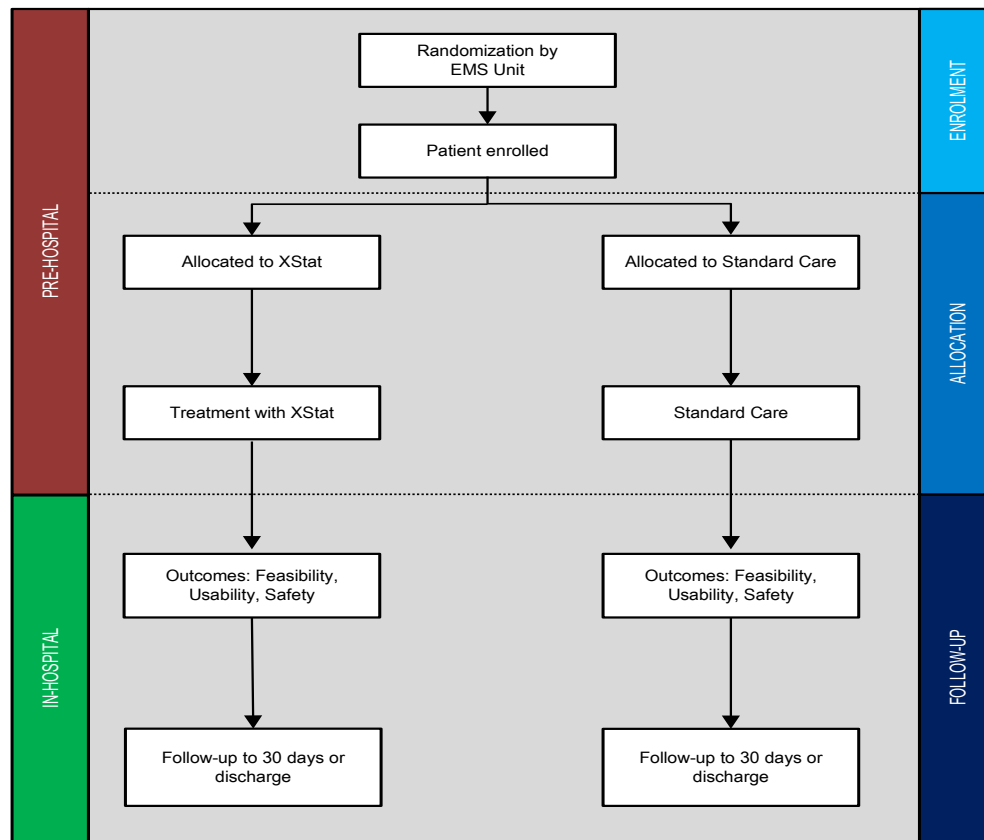 Randomization by
EMS Unit
ENROLMENT
Patient enrolled
PRE-HOSPITAL
Allocated to XStat
Allocated to Standard Care
ALLOCATION
Treatment with XStat
Standard Care
Outcomes: Feasibility,
Usability, Safety
Outcomes: Feasibility,
Usability, Safety
IN-HOSPITAL
FOLLOW-UP
Follow-up to 30 days or
discharge
Follow-up to 30 days or
discharge